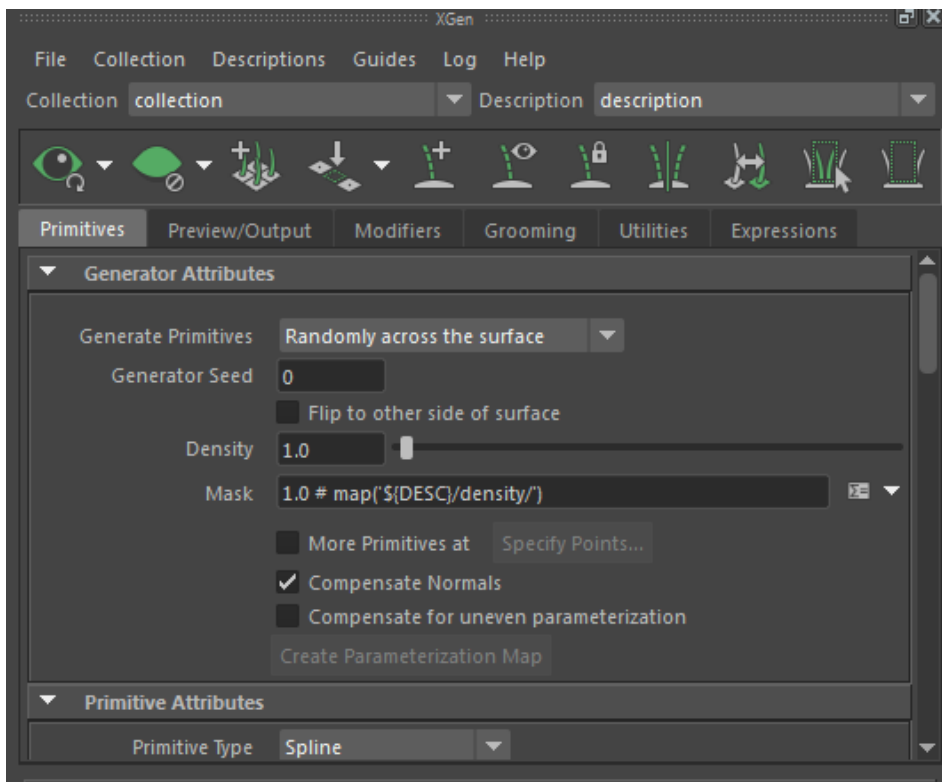 XGen
File Collection Descriptions Guides Log Help
Collection collection Description description
Primitives Preview/Output Modifiers Grooming Utilities Expressions
Generator Attributes
Generate Primitives Randomly across the surface
Generator Seed 0
Flip to other side of surface
Density 1.0
Mask 1.0 # map('${DESC}/density/')
More Primitives at Specify Points...
Compensate Normals
Compensate for uneven parameterization
Create Parameterization Map
Primitive Attributes
Primitive Type Spline